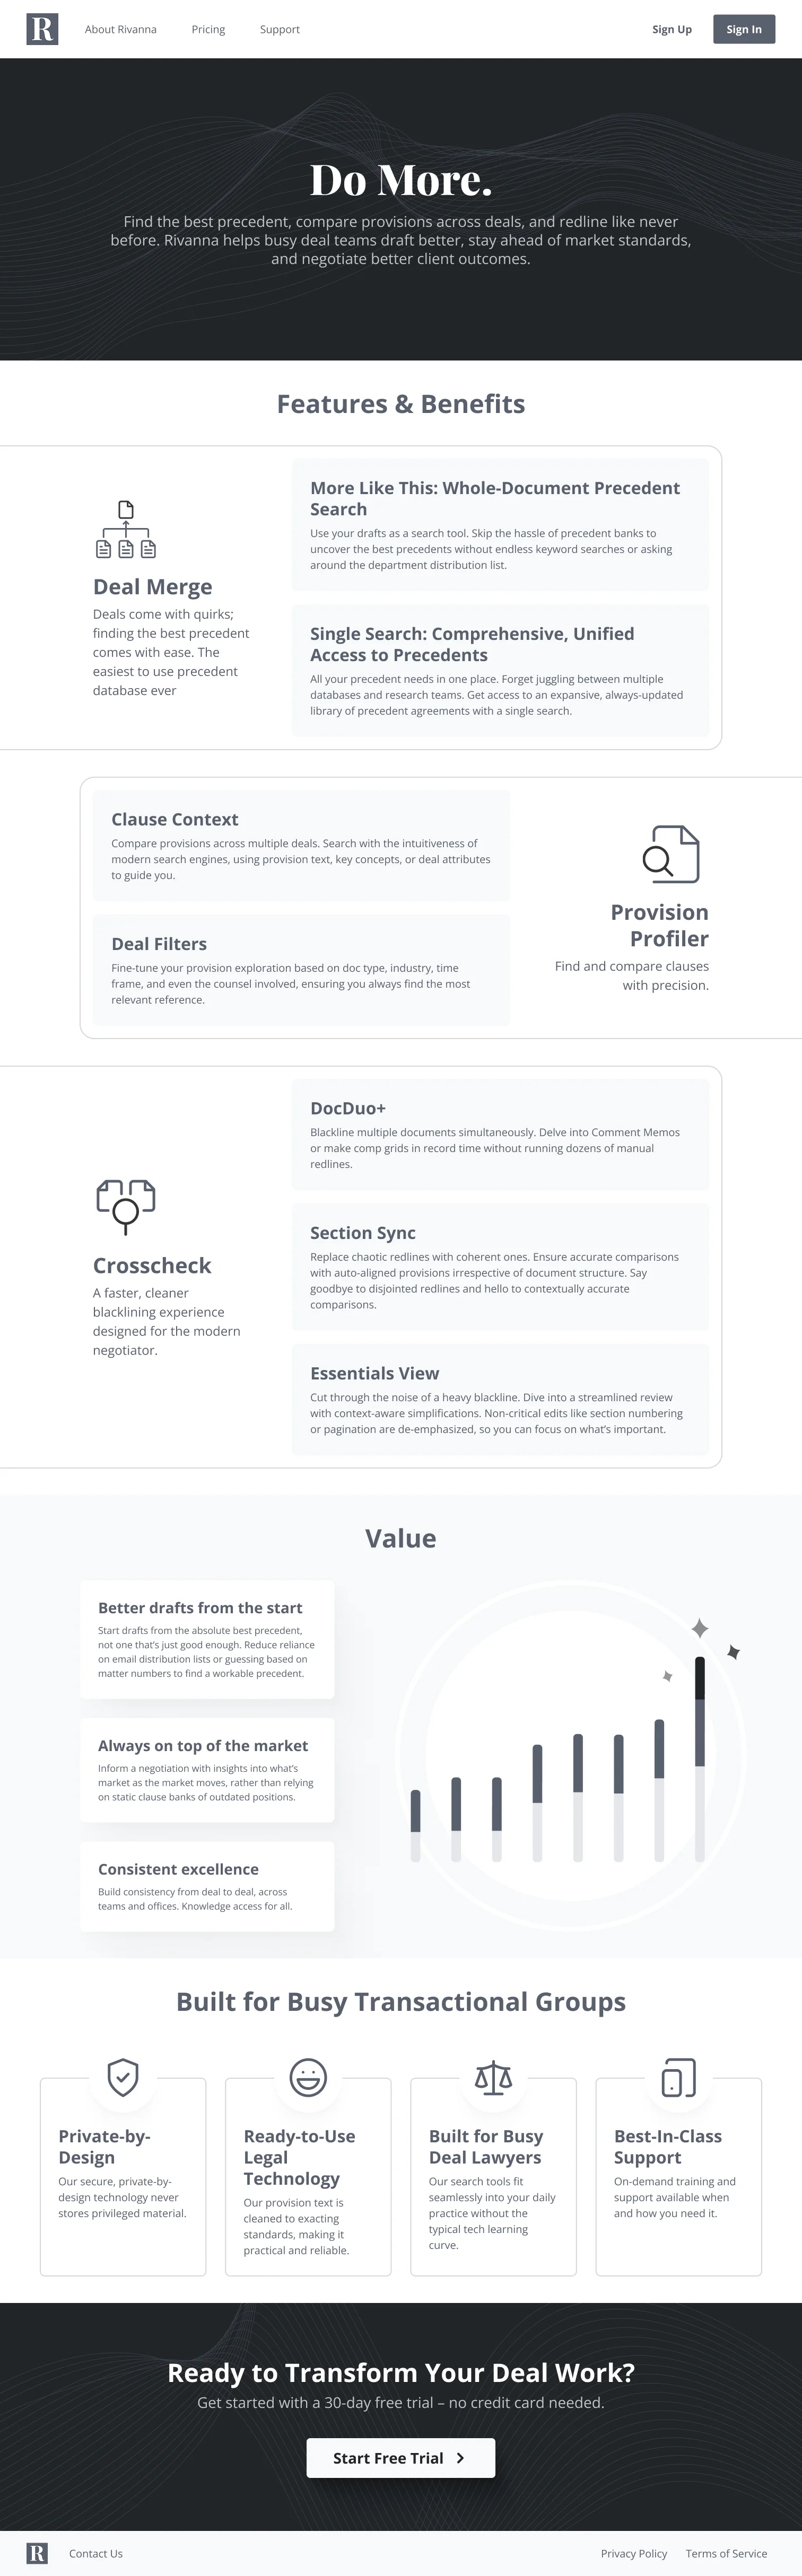 R
About Rivanna
Pricing
Support
Sign Up
Sign In
Do More.
Find the best precedent, compare provisions across deals, and redline like never
before. Rivanna helps busy deal teams draft better, stay ahead of market standards,
and negotiate better client outcomes.
Features & Benefits
Deal Merge
Deals come with quirks;
finding the best precedent
comes with ease. The
easiest to use precedent
database ever
More Like This: Whole-Document Precedent
Search
Use your drafts as a search tool. Skip the hassle of precedent banks to
uncover the best precedents without endless keyword searches or asking
around the department distribution list.
Single Search: Comprehensive, Unified
Access to Precedents
All your precedent needs in one place. Forget juggling between multiple
databases and research teams. Get access to an expansive, always-updated
library of precedent agreements with a single search.
Clause Context
Compare provisions across multiple deals. Search with the intuitiveness of
modern search engines, using provision text, key concepts, or deal attributes
to guide you.
Deal Filters
Fine-tune your provision exploration based on doc type, industry, time
frame, and even the counsel involved, ensuring you always find the most
relevant reference.
Provision
Profiler
Find and compare clauses
with precision.
Crosscheck
A faster, cleaner
blacklining experience
designed for the modern
negotiator.
DocDuo+
Blackline multiple documents simultaneously. Delve into Comment Memos
or make comp grids in record time without running dozens of manual
redlines.
Section Sync
Replace chaotic redlines with coherent ones. Ensure accurate comparisons
with auto-aligned provisions irrespective of document structure. Say
goodbye to disjointed redlines and hello to contextually accurate
comparisons.
Essentials View
Cut through the noise of a heavy blackline. Dive into a streamlined review
with context-aware simplifications. Non-critical edits like section numbering
or pagination are de-emphasized, so you can focus on what's important.
Value
Better drafts from the start
Start drafts from the absolute best precedent,
not one that's just good enough. Reduce reliance
on email distribution lists or guessing based on
matter numbers to find a workable precedent.
Always on top of the market
Inform a negotiation with insights into what's
market as the market moves, rather than relying
on static clause banks of outdated positions.
Consistent excellence
Build consistency from deal to deal, across
teams and offices. Knowledge access for all.
Built for Busy Transactional Groups
Private-by-
Design
Our secure, private-by-
design technology never
stores privileged material.
Ready-to-Use
Legal
Technology
Our provision text is
cleaned to exacting
standards, making it
practical and reliable.
Built for Busy
Deal Lawyers
Our search tools fit
seamlessly into your daily
practice without the
typical tech learning
curve.
Best-In-Class
Support
On-demand training and
support available when
and how you need it.
Ready to Transform Your Deal Work?
Get started with a 30-day free trial – no credit card needed.
Start Free Trial
R
Contact Us
Privacy Policy
Terms of Service